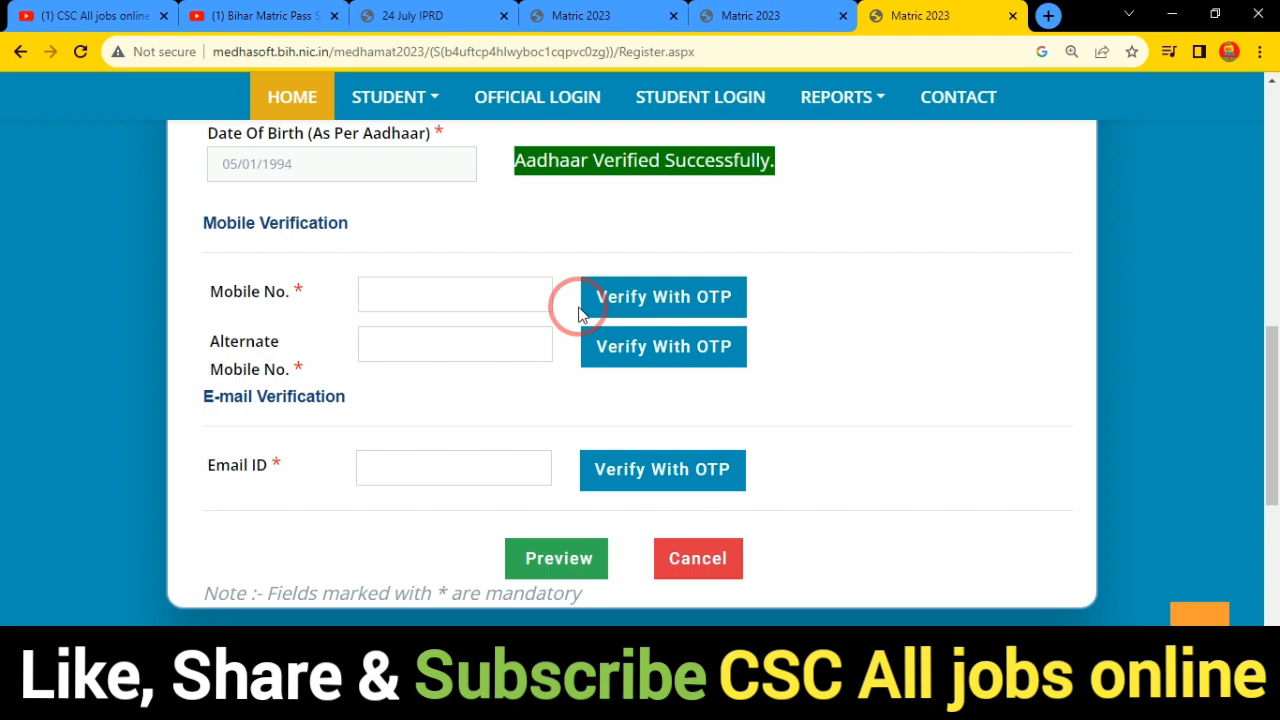 (1) CSC All jobs online
(1) Bihar Matric Pass S
24 July IPRD
Matric 2023
Matric 2023
Matric 2023
Not secure
medhasoft.bih.nic.in/medhamat2023/(S(b4uftcp4hlwyboc1cqpvc0zg))/Register.aspx
HOME
STUDENT
OFFICIAL LOGIN
STUDENT LOGIN
REPORTS
CONTACT
Date Of Birth (As Per Aadhaar) *
05/01/1994
Aadhaar Verified Successfully.
Mobile Verification
Mobile No. *
Verify With OTP
Alternate
Mobile No. *
Verify With OTP
E-mail Verification
Email ID *
Verify With OTP
Preview
Cancel
Note :- Fields marked with * are mandatory
Like, Share & Subscribe CSC All jobs online